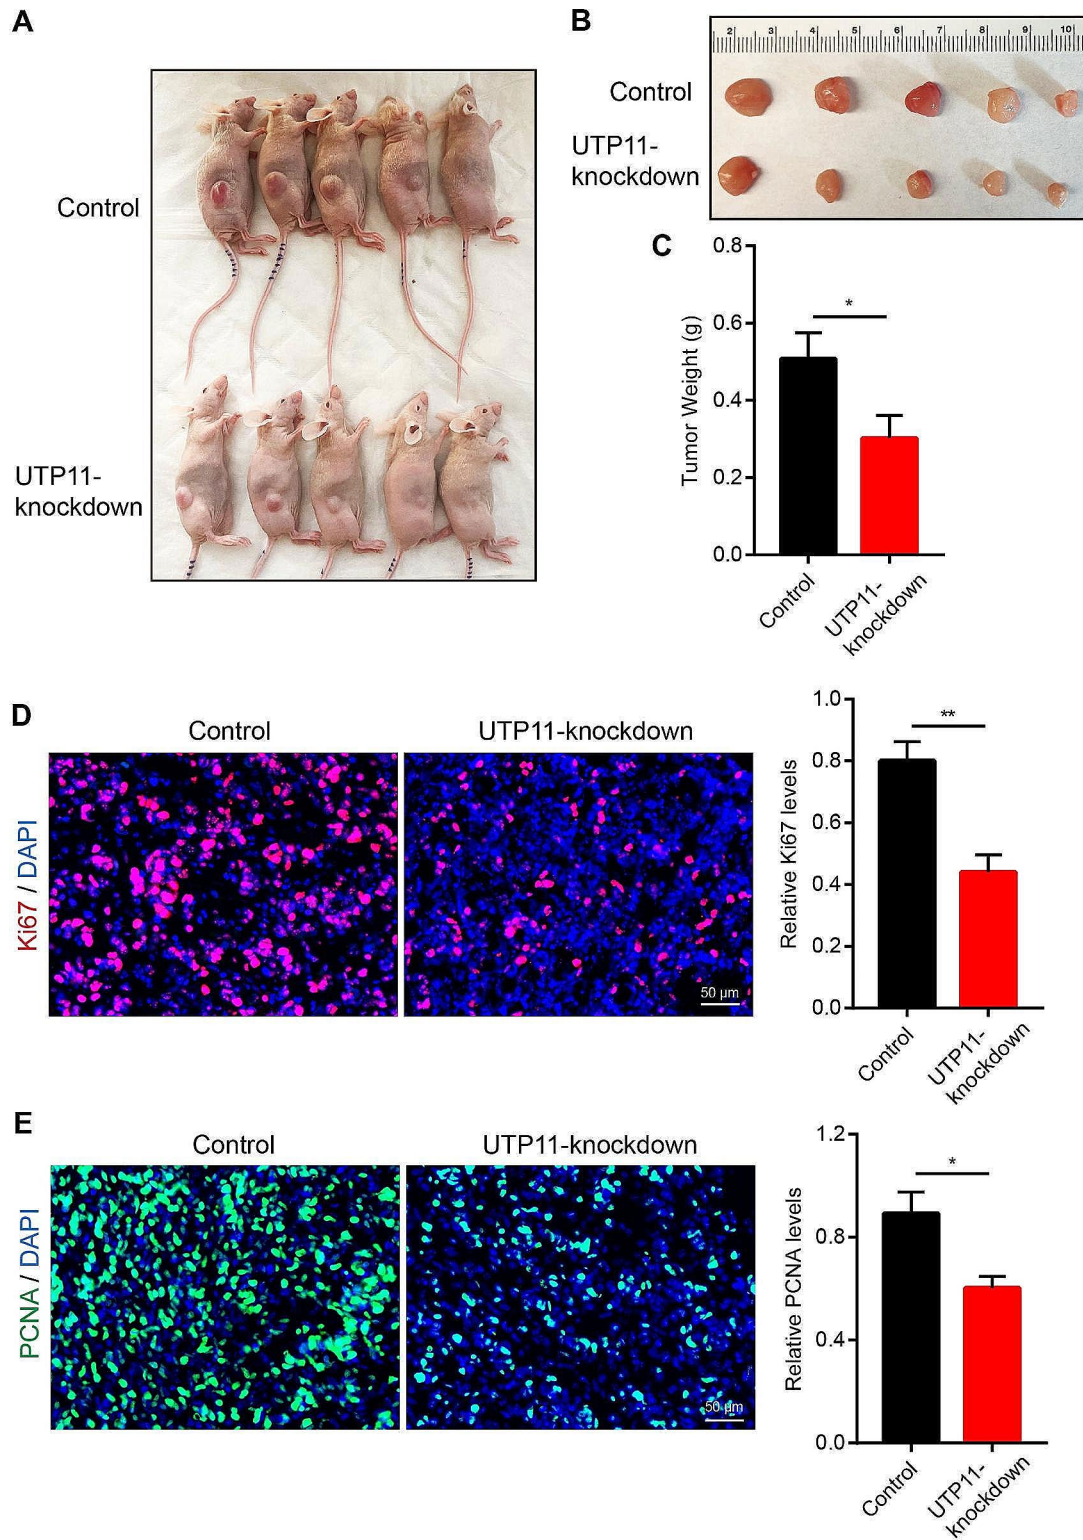 A
Control
UTP11-
knockdown
B
2 3 4 5 6 7 8 9 10
Control
UTP11-
knockdown
C
0.8
0.6
0.4
0.2
0.0
Tumor Weight (g)
*
Control
UTP11-
knockdown
D
Control
UTP11-knockdown
Ki67 / DAPI
50 µm
1.0
0.8
0.6
0.4
0.2
0.0
Relative Ki67 levels
**
Control
UTP11-
knockdown
E
Control
UTP11-knockdown
PCNA / DAPI
50 µm
1.2
0.8
0.4
0.0
Relative PCNA levels
*
Control
UTP11-
knockdown